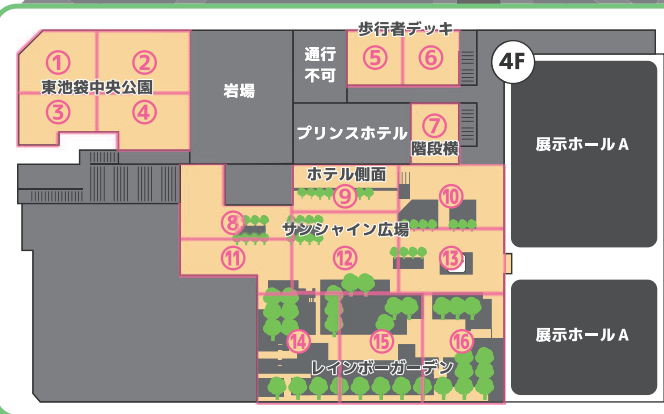 歩行者デッキ
① ②
東池袋中央公園
③ ④
岩場
通行
不可
⑤ ⑥
4F
プリンスホテル
⑦
階段横
展示ホールA
ホテル側面
⑨
⑩
⑧
サンシャイン広場
⑪ ⑫ ⑬
⑭ ⑮ ⑯
レインボーガーデン
展示ホールA